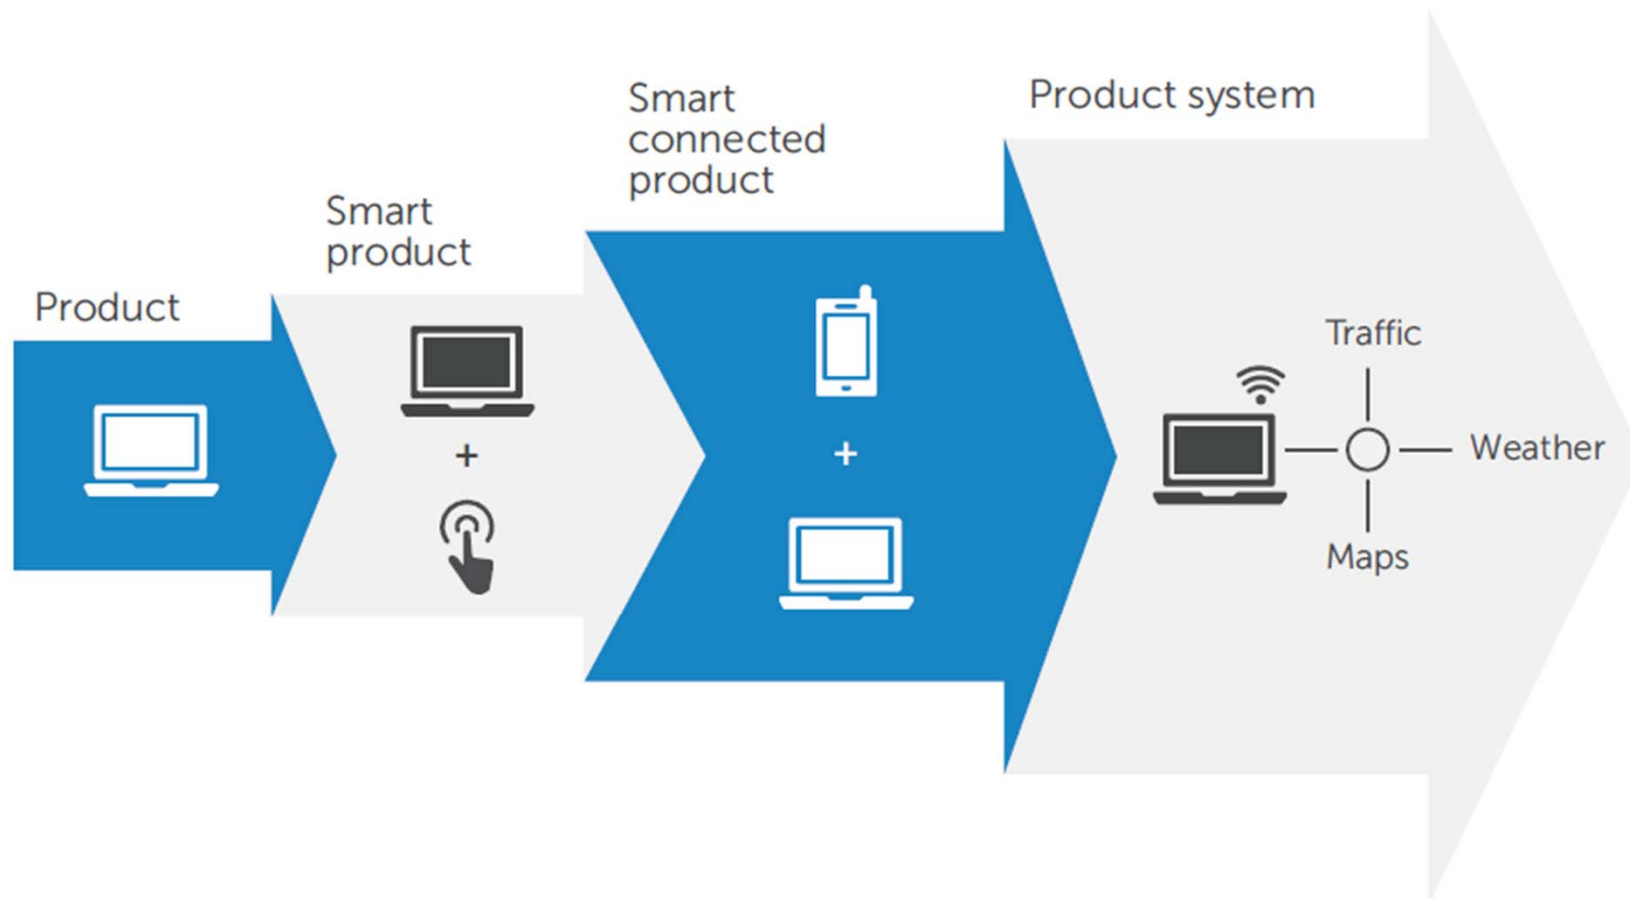 Product
Smart
product
Smart
connected
product
Product system
+
+
Traffic
Weather
Maps